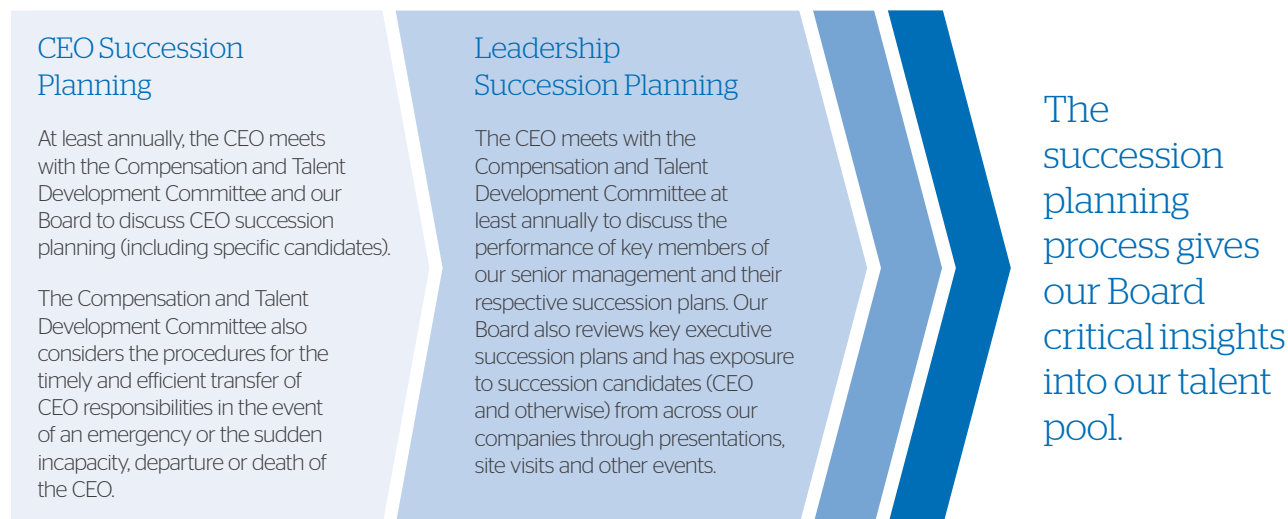 CEO Succession
Planning
At least annually, the CEO meets
with the Compensation and Talent
Development Committee and our
Board to discuss CEO succession
planning (including specific candidates).
The Compensation and Talent
Development Committee also
considers the procedures for the
timely and efficient transfer of
CEO responsibilities in the event
of an emergency or the sudden
incapacity, departure or death of
the CEO.
Leadership
Succession Planning
The CEO meets with the
Compensation and Talent
Development Committee at
least annually to discuss the
performance of key members of
our senior management and their
respective succession plans. Our
Board also reviews key executive
succession plans and has exposure
to succession candidates (CEO
and otherwise) from across our
companies through presentations,
site visits and other events.
The
succession
planning
process gives
our Board
critical insights
into our talent
pool.